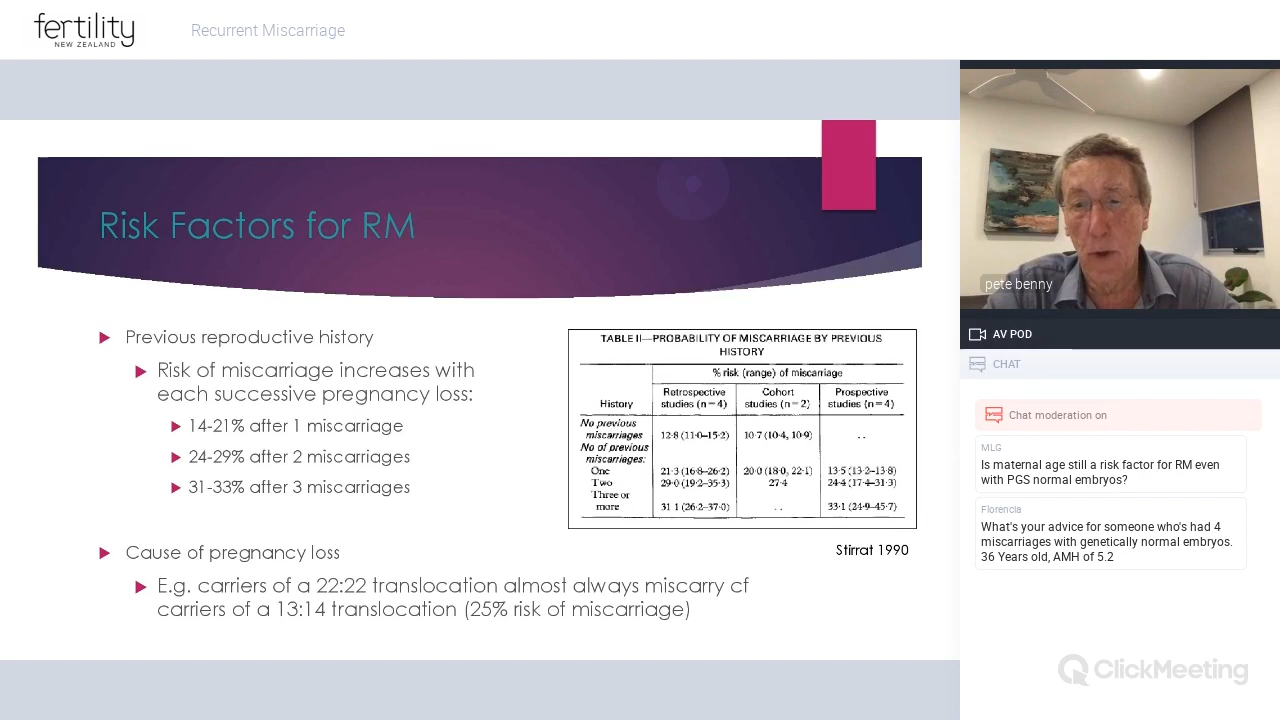 fertility
NEW ZEALAND
Recurrent Miscarriage
Risk Factors for RM
Previous reproductive history
Risk of miscarriage increases with
each successive pregnancy loss:
14-21% after 1 miscarriage
24-29% after 2 miscarriages
31-33% after 3 miscarriages
Cause of pregnancy loss
E.g. carriers of a 22:22 translocation almost always miscarry cf
carriers of a 13:14 translocation (25% risk of miscarriage)
TABLE II—PROBABILITY OF MISCARRIAGE BY PREVIOUS
HISTORY
% risk (range) of miscarriage
History
Retrospective
studies (n=4)
Cohort
studies (n=2)
Prospective
studies (n=4)
No previous
miscarriages 12·8 (11·0–15·2) 10·7 (10·4, 10·9) ..
No of previous
miscarriages:
One 21·3 (16·8–26·2) 20·0 (18·0, 22·1) 13·5 (13·2–13·8)
Two 29·0 (19·2–35·3) 27·4 24·4 (17·4–31·3)
Three or
more 31 1 (26·2–37·0) .. 33·1 (24·9–45·7)
Stirrat 1990
pete benny
AV POD
CHAT
Chat moderation on
MLG
Is maternal age still a risk factor for RM even
with PGS normal embryos?
Florencia
What's your advice for someone who's had 4
miscarriages with genetically normal embryos.
36 Years old, AMH of 5.2
ClickMeeting